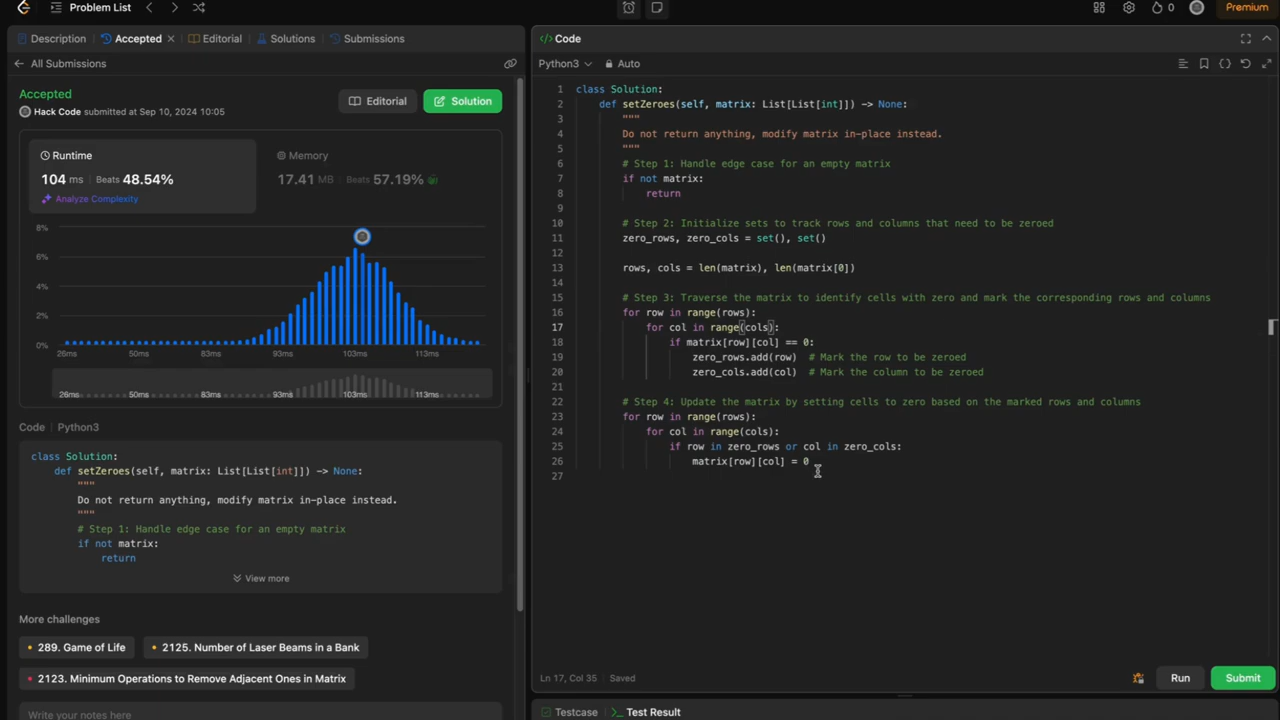 Problem List
0
Premium
Description
Accepted
Editorial
Solutions
Submissions
All Submissions
Accepted
Hack Code submitted at Sep 10, 2024 10:05
Editorial
Solution
Runtime
104 ms | Beats 48.54%
Analyze Complexity
Memory
17.41 MB | Beats 57.19%
8%
6%
4%
2%
0%
26ms 50ms 83ms 93ms 103ms 113ms
26ms 50ms 83ms 93ms 103ms 113ms
Code | Python3
class Solution:
def setZeroes(self, matrix: List[List[int]]) -> None:
"""
Do not return anything, modify matrix in-place instead.
"""
# Step 1: Handle edge case for an empty matrix
if not matrix:
return
View more
More challenges
289. Game of Life
2125. Number of Laser Beams in a Bank
2123. Minimum Operations to Remove Adjacent Ones in Matrix
Write your notes here
</> Code
Python3
Auto
1 class Solution:
2 def setZeroes(self, matrix: List[List[int]]) -> None:
3 """
4 Do not return anything, modify matrix in-place instead.
5 """
6 # Step 1: Handle edge case for an empty matrix
7 if not matrix:
8 return
9
10 # Step 2: Initialize sets to track rows and columns that need to be zeroed
11 zero_rows, zero_cols = set(), set()
12
13 rows, cols = len(matrix), len(matrix[0])
14
15 # Step 3: Traverse the matrix to identify cells with zero and mark the corresponding rows and columns
16 for row in range(rows):
17 for col in range(cols):
18 if matrix[row][col] == 0:
19 zero_rows.add(row) # Mark the row to be zeroed
20 zero_cols.add(col) # Mark the column to be zeroed
21
22 # Step 4: Update the matrix by setting cells to zero based on the marked rows and columns
23 for row in range(rows):
24 for col in range(cols):
25 if row in zero_rows or col in zero_cols:
26 matrix[row][col] = 0
27
Ln 17, Col 35 Saved
Run
Submit
Testcase
Test Result